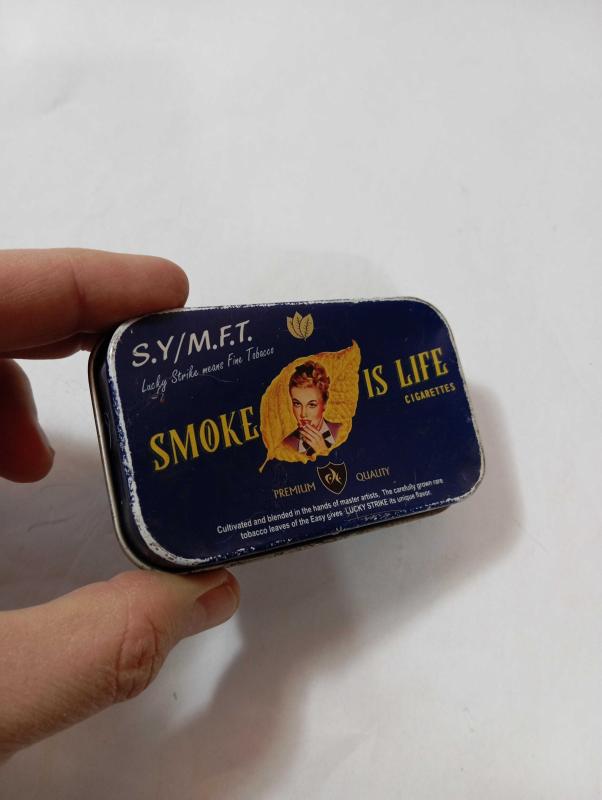 S.Y/M.F.T.
Lucky Strike means Fine Tobacco
SMOKE IS LIFE
CIGARETTES
PREMIUM QUALITY
Cultivated and blended in the hands of master artists. The carefully grown rare
tobacco leaves of the Easy gives LUCKY STRIKE its unique flavor.